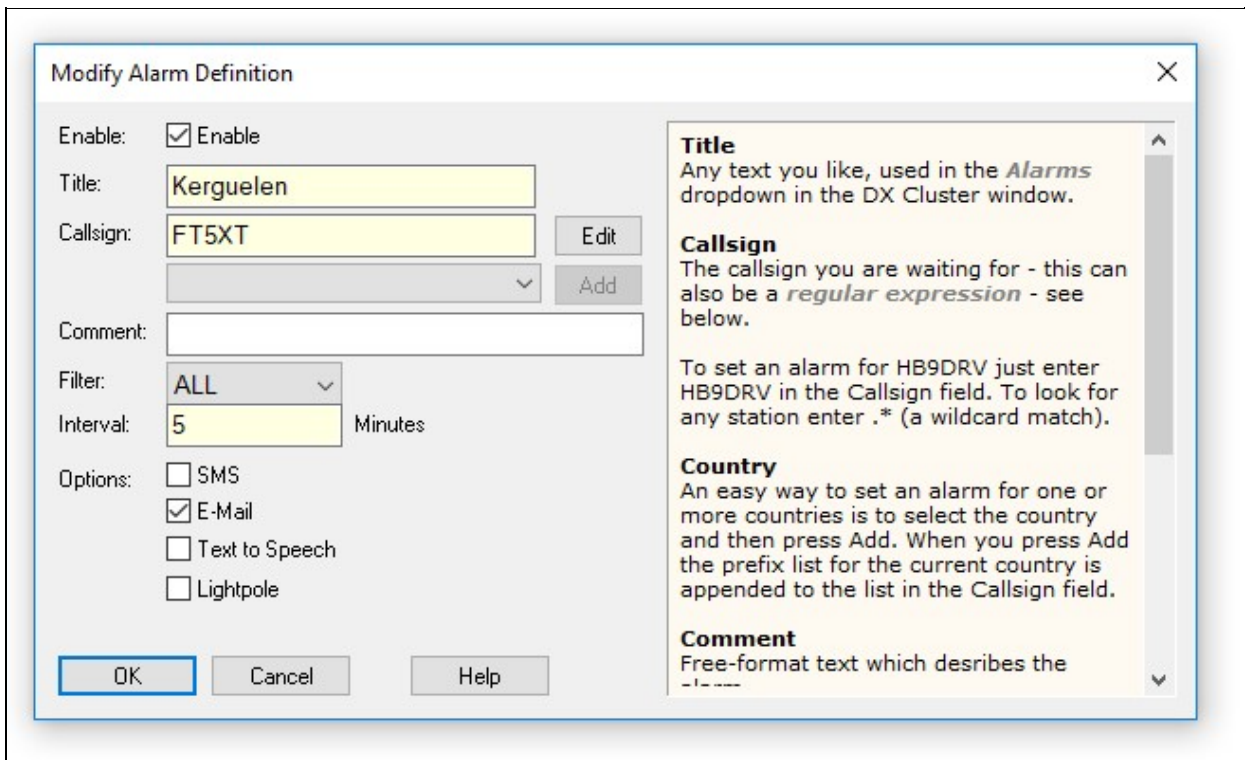 Modify Alarm Definition
Enable: Enable
Title: Kerguelen
Callsign: FT5XT Edit
Add
Comment:
Filter: ALL
Interval: 5 Minutes
Options: SMS
E-Mail
Text to Speech
Lightpole
OK Cancel Help
Title
Any text you like, used in the Alarms
dropdown in the DX Cluster window.
Callsign
The callsign you are waiting for - this can
also be a regular expression - see
below.
To set an alarm for HB9DRV just enter
HB9DRV in the Callsign field. To look for
any station enter .* (a wildcard match).
Country
An easy way to set an alarm for one or
more countries is to select the country
and then press Add. When you press Add
the prefix list for the current country is
appended to the list in the Callsign field.
Comment
Free-format text which desribes the